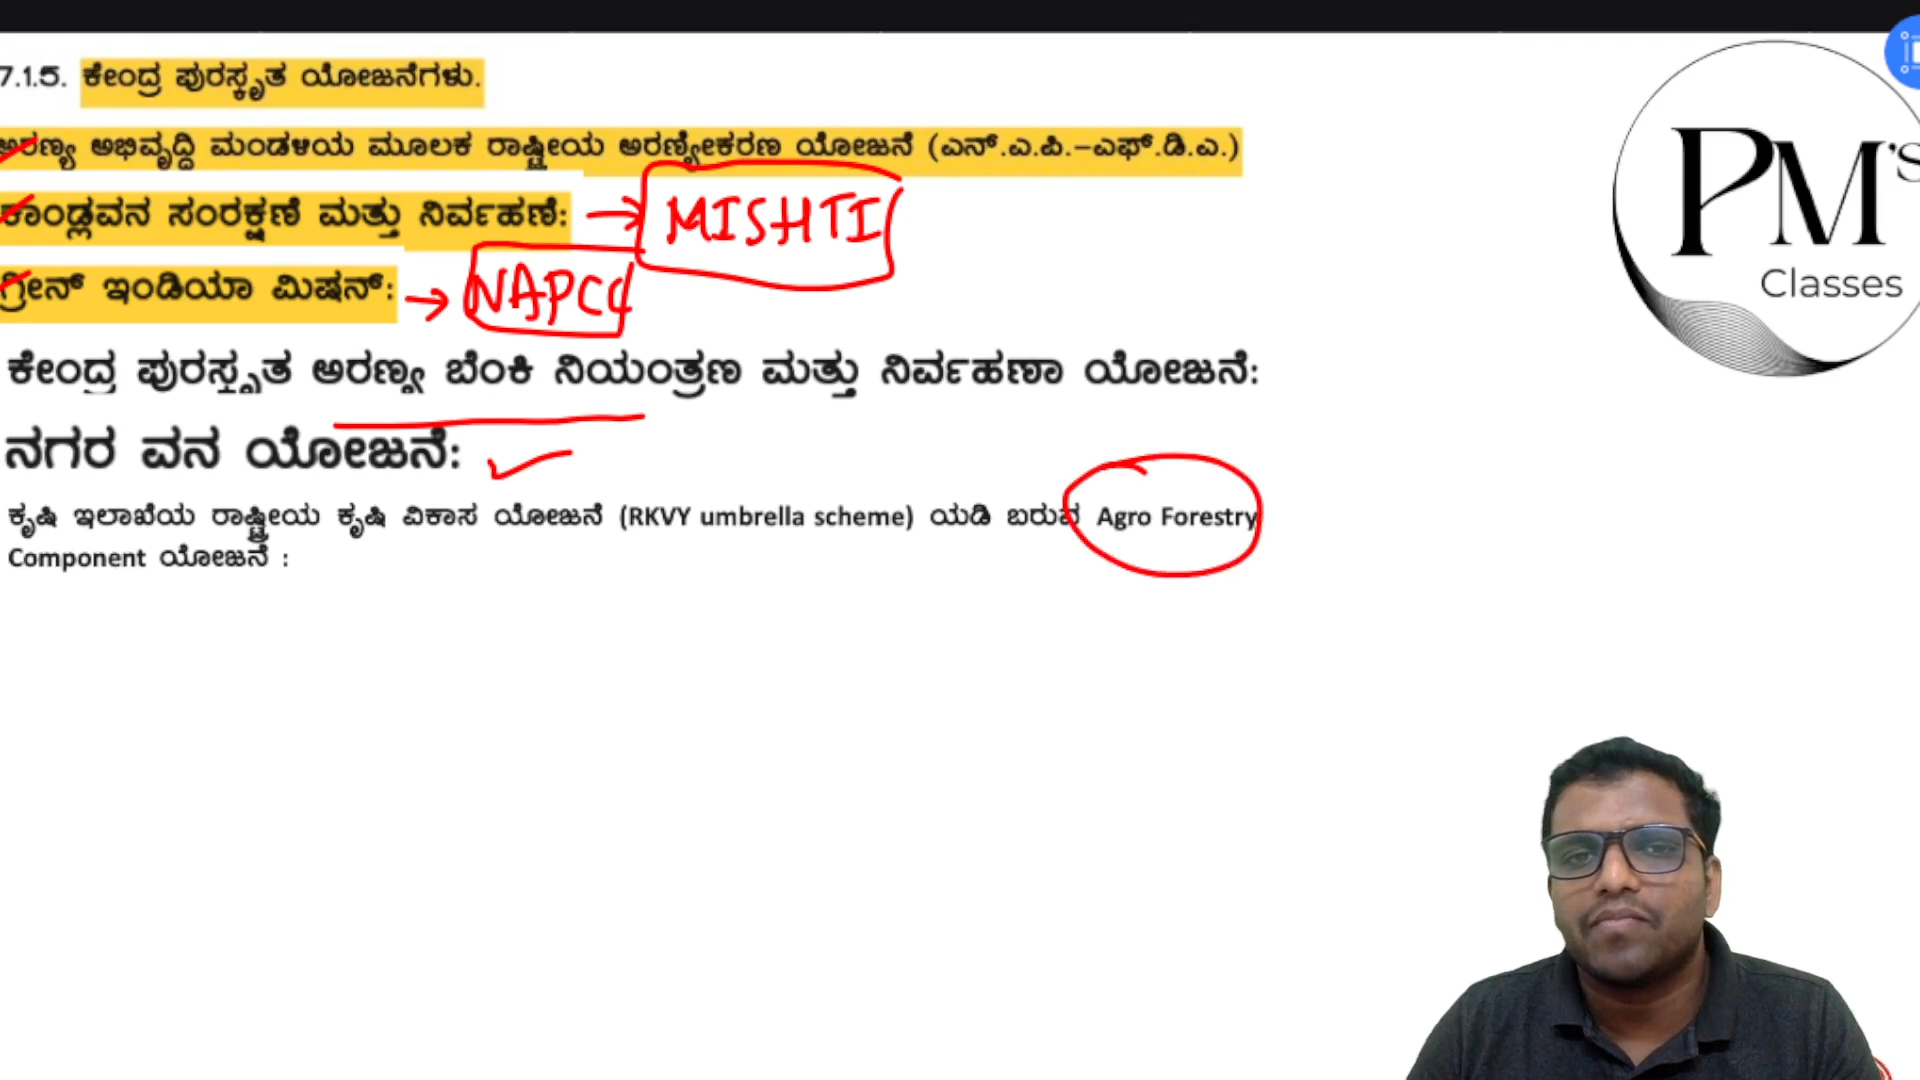 7.1.5. ಕೇಂದ್ರ ಪುರಸ್ಕೃತ ಯೋಜನೆಗಳು.
ಅರಣ್ಯ ಅಭಿವೃದ್ಧಿ ಮಂಡಳಿಯ ಮೂಲಕ ರಾಷ್ಟ್ರೀಯ ಅರಣ್ಯೀಕರಣ ಯೋಜನೆ (ಎನ್.ಎ.ಪಿ.-ಎಫ್.ಡಿ.ಎ.)
ಕಾಂಡ್ಲವನ ಸಂರಕ್ಷಣೆ ಮತ್ತು ನಿರ್ವಹಣೆ: → MISHTI
ಗ್ರೀನ್ ಇಂಡಿಯಾ ಮಿಷನ್: → NAPCC
ಕೇಂದ್ರ ಪುರಸ್ಕೃತ ಅರಣ್ಯ ಬೆಂಕಿ ನಿಯಂತ್ರಣ ಮತ್ತು ನಿರ್ವಹಣಾ ಯೋಜನೆ:
ನಗರ ವನ ಯೋಜನೆ:
ಕೃಷಿ ಇಲಾಖೆಯ ರಾಷ್ಟ್ರೀಯ ಕೃಷಿ ವಿಕಾಸ ಯೋಜನೆ (RKVY umbrella scheme) ಯಡಿ ಬರುವ Agro Forestry
Component ಯೋಜನೆ :
PM's
Classes